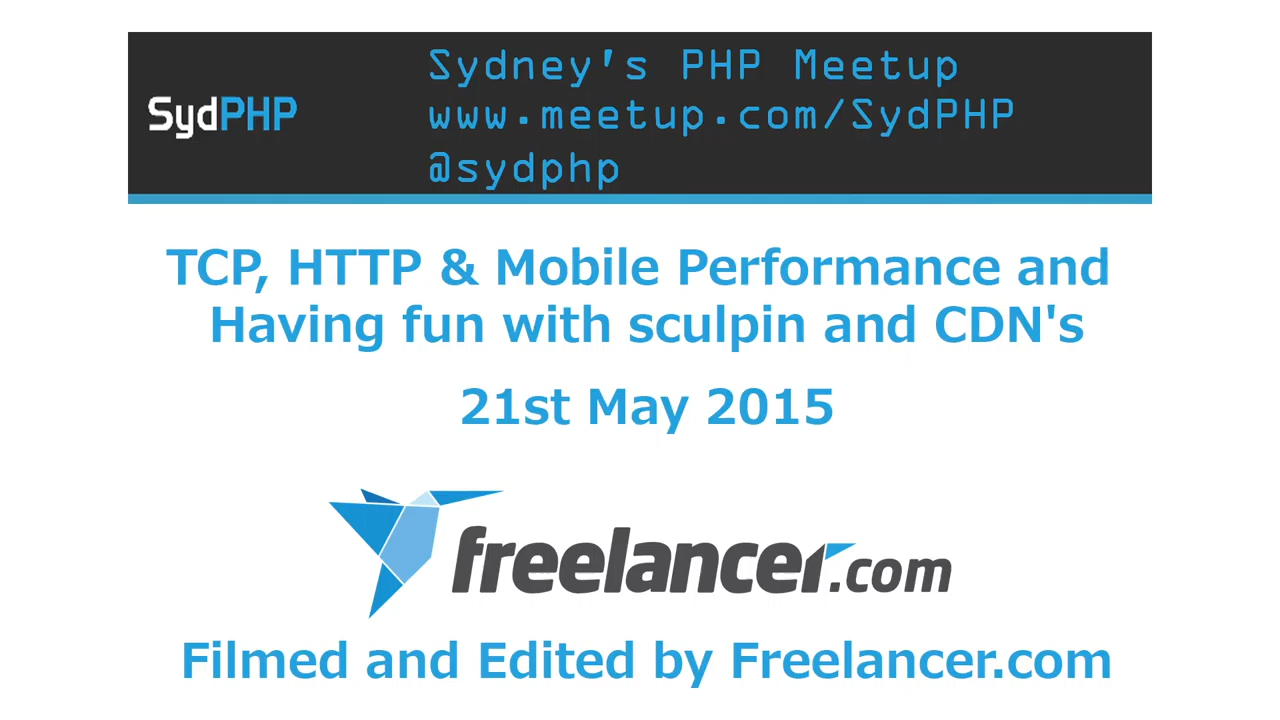 Sydney's PHP Meetup
SydPHP
www.meetup.com/SydPHP
@sydphp
TCP, HTTP & Mobile Performance and
Having fun with sculpin and CDN's
21st May 2015
freelancer.com
Filmed and Edited by Freelancer.com